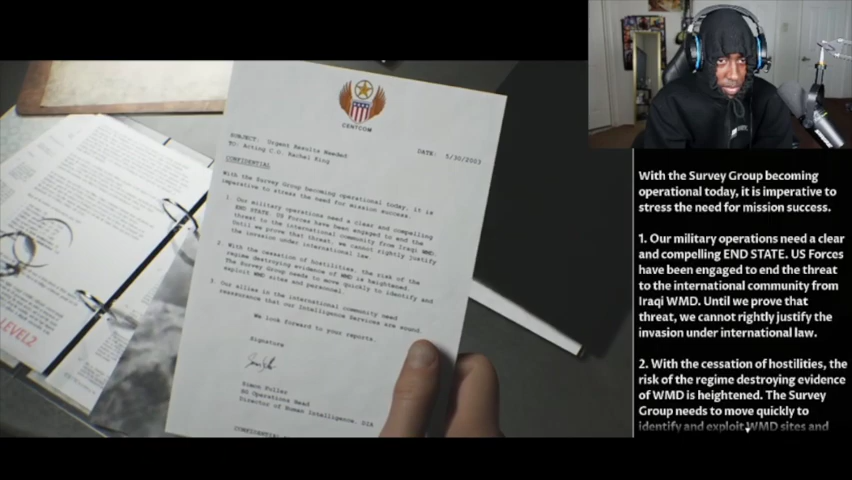 CENTCOM
SUBJECT: Urgent Results Needed
DATE: 5/30/2003
TO: Acting C.O. Rachel King
CONFIDENTIAL
With the Survey Group becoming operational today, it is
imperative to stress the need for mission success.
1. Our military operations need a clear and compelling
END STATE. US Forces have been engaged to end the
threat to the international community from Iraqi WMD.
Until we prove that threat, we cannot rightly justify
the invasion under international law.
2. With the cessation of hostilities, the risk of the
regime destroying evidence of WMD is heightened.
The Survey Group needs to move quickly to identify and
exploit WMD sites and personnel.
3. Our allies in the international community need
reassurance that our Intelligence Services are sound.
We look forward to your reports.
Signature
Simon Fuller
HQ Operations Head
Director of Human Intelligence, DIA
CONFIDENTIAL
LEVEL2
With the Survey Group becoming
operational today, it is imperative to
stress the need for mission success.
1. Our military operations need a clear
and compelling END STATE. US Forces
have been engaged to end the threat
to the international community from
Iraqi WMD. Until we prove that
threat, we cannot rightly justify the
invasion under international law.
2. With the cessation of hostilities, the
risk of the regime destroying evidence
of WMD is heightened. The Survey
Group needs to move quickly to
identify and exploit WMD sites and